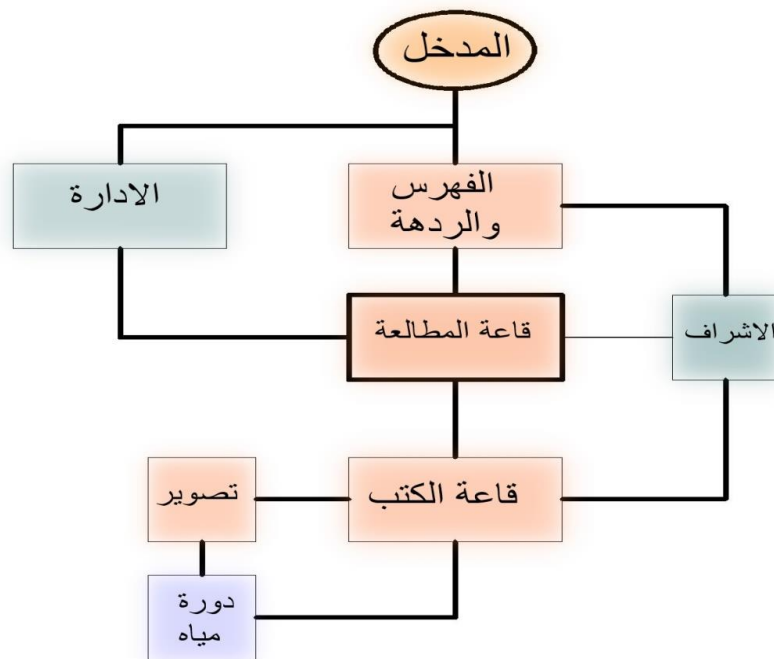 المدخل
الادارة
الفهرس
والردهة
قاعة المطالعة
الاشراف
قاعة الكتب
تصوير
دورة
مياه